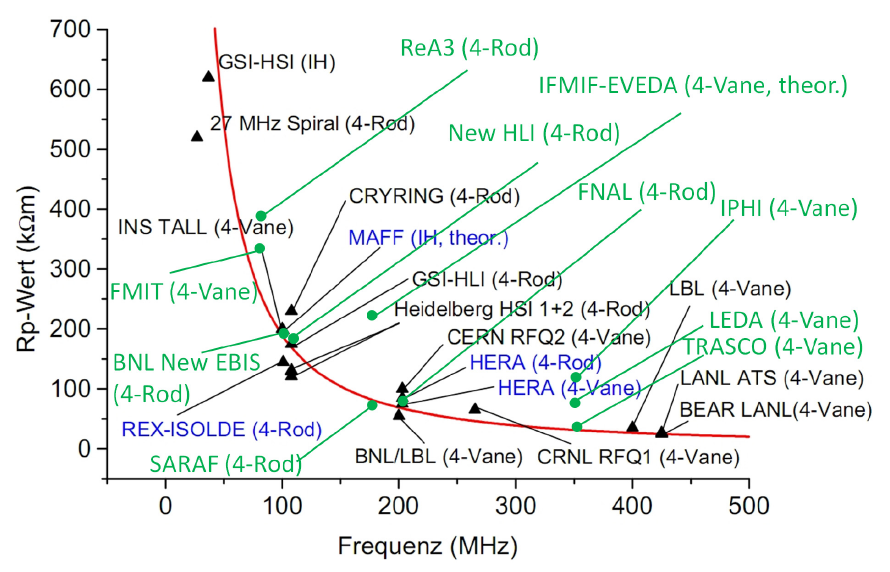 700
600
500
400
300
200
100
0
Rp-Wert (kΩm)
ReA3 (4-Rod)
GSI-HSI (IH)
IFMIF-EVEDA (4-Vane, theor.)
27 MHz Spiral (4-Rod)
New HLI (4-Rod)
CRYRING (4-Rod)
FNAL (4-Rod)
IPHI (4-Vane)
INS TALL (4-Vane)
MAFF (IH, theor.)
FMIT (4-Vane)
GSI-HLI (4-Rod)
LBL (4-Vane)
Heidelberg HSI 1+2 (4-Rod)
LEDA (4-Vane)
CERN RFQ2 (4-Vane)
TRASCO (4-Vane)
BNL New EBIS
(4-Rod)
HERA (4-Rod)
HERA (4-Vane)
LANL ATS (4-Vane)
BEAR LANL(4-Vane)
REX-ISOLDE (4-Rod)
SARAF (4-Rod)
BNL/LBL (4-Vane)
CRNL RFQ1 (4-Vane)
0 100 200 300 400 500
Frequenz (MHz)